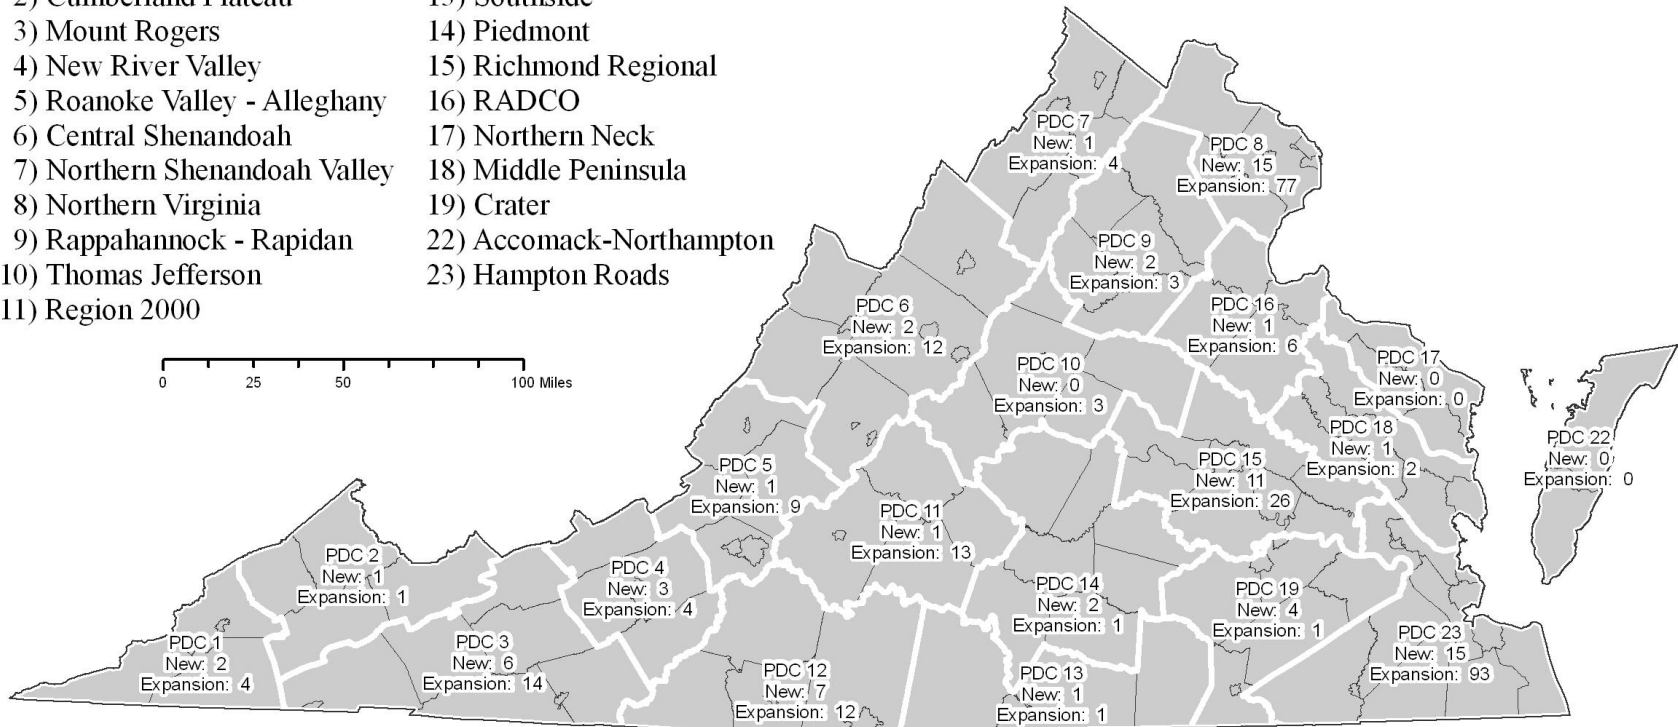 2) Cumberland Plateau
3) Mount Rogers
4) New River Valley
5) Roanoke Valley - Alleghany
6) Central Shenandoah
7) Northern Shenandoah Valley
8) Northern Virginia
9) Rappahannock - Rapidan
10) Thomas Jefferson
11) Region 2000
13) Southside
14) Piedmont
15) Richmond Regional
16) RADCO
17) Northern Neck
18) Middle Peninsula
19) Crater
22) Accomack-Northampton
23) Hampton Roads
0 25 50 100 Miles
PDC 7
New: 1
Expansion: 4
PDC 8
New: 15
Expansion: 77
PDC 9
New: 2
Expansion: 3
PDC 6
New: 2
Expansion: 12
PDC 16
New: 1
Expansion: 6
PDC 10
New: 0
Expansion: 3
PDC 17
New: 0
Expansion: 0
PDC 18
New: 1
Expansion: 2
PDC 22
New: 0
Expansion: 0
PDC 5
New: 1
Expansion: 9
PDC 15
New: 11
Expansion: 26
PDC 11
New: 1
Expansion: 13
PDC 2
New: 1
Expansion: 1
PDC 4
New: 3
Expansion: 4
PDC 14
New: 2
Expansion: 1
PDC 19
New: 4
Expansion: 1
PDC 1
New: 2
Expansion: 4
PDC 3
New: 6
Expansion: 14
PDC 23
New: 15
Expansion: 93
PDC 12
New: 7
Expansion: 12
PDC 13
New: 1
Expansion: 1